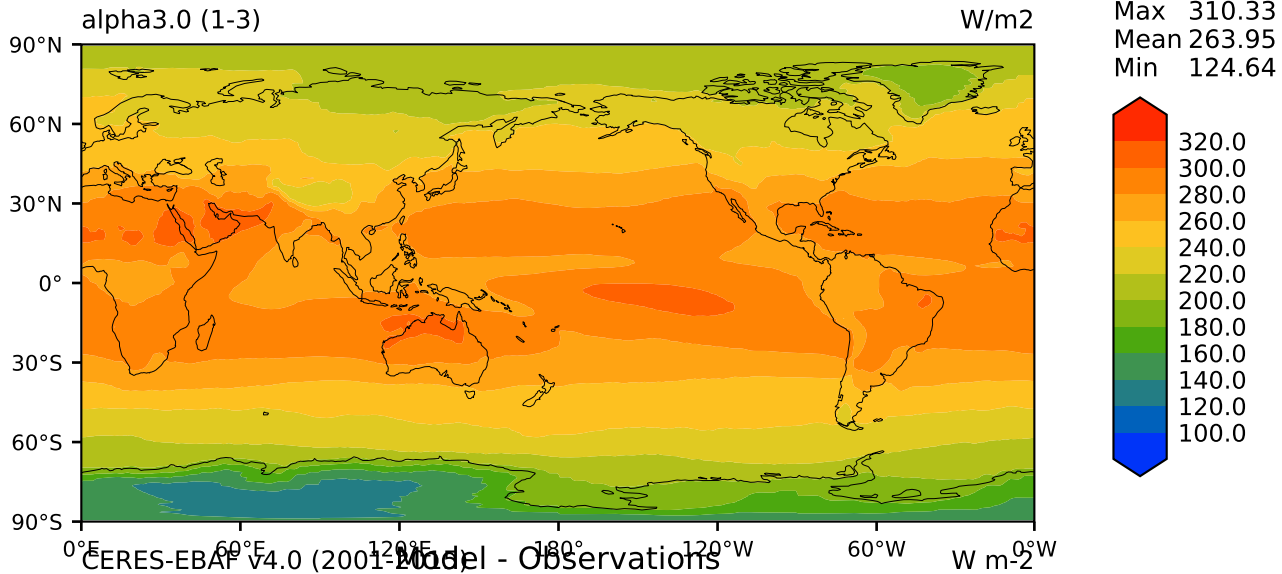 alpha3.0 (1-3) W/m2
Max 310.33
Mean 263.95
Min 124.64
90°N
60°N
30°N
0°
30°S
60°S
90°S
320.0
300.0
280.0
260.0
240.0
220.0
200.0
180.0
160.0
140.0
120.0
100.0
0°E 60°E 120°E 180° 120°W 60°W 0°W
CERES-EBAF v4.0 (2001-2015) W m-2
Model - Observations